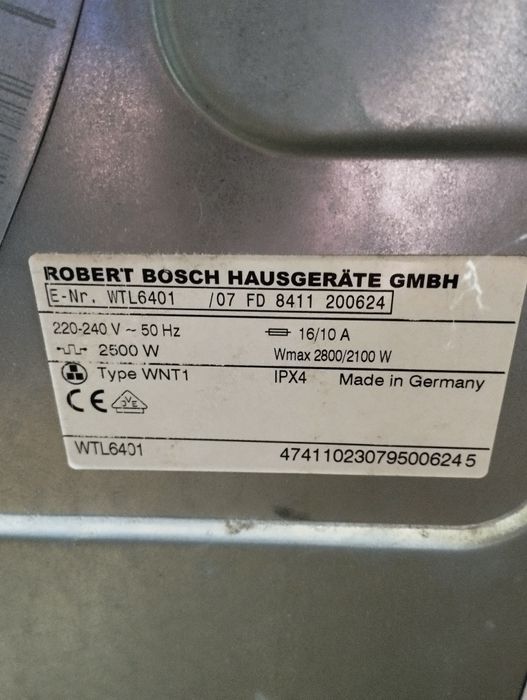 ROBERT BOSCH HAUSGERÄTE GMBH
E-Nr. WTL6401 /07 FD 8411 200624
220-240 V ~ 50 Hz 16/10 A
2500 W Wmax 2800/2100 W
Type WNT1 IPX4 Made in Germany
CE OVE
WTL6401 474110230795006245